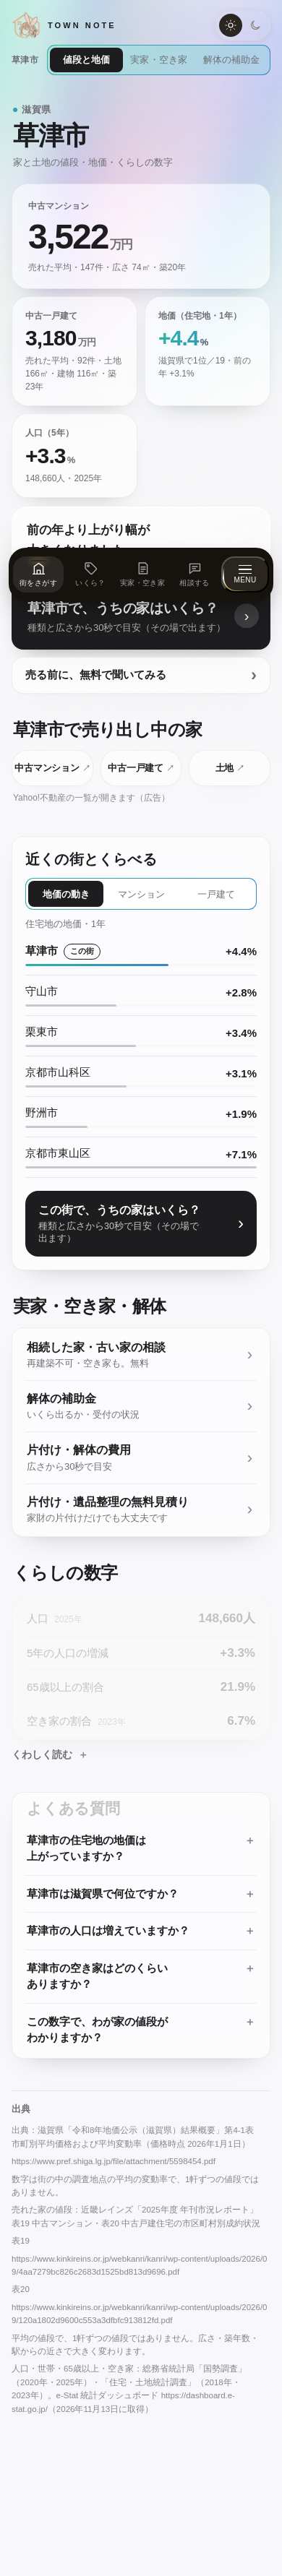 TOWN NOTE
草津市
値段と地価
実家・空き家
解体の補助金
滋賀県
草津市
家と土地の値段・地価・くらしの数字
中古マンション
3,522万円
売れた平均・147件・広さ 74㎡・築20年
中古一戸建て
3,180万円
売れた平均・92件・土地
166㎡・建物 116㎡・築
23年
地価（住宅地・1年）
+4.4%
滋賀県で1位／19・前の
年 +3.1%
人口（5年）
+3.3%
148,660人・2025年
前の年より上がり幅が
街をさがす
いくら？
実家・空き家
相談する
MENU
草津市で、うちの家はいくら？
種類と広さから30秒で目安（その場で出ます）
›
売る前に、無料で聞いてみる
›
草津市で売り出し中の家
中古マンション ↗
中古一戸建て ↗
土地 ↗
Yahoo!不動産の一覧が開きます（広告）
近くの街とくらべる
地価の動き
マンション
一戸建て
住宅地の地価・1年
草津市 この街 +4.4%
守山市 +2.8%
栗東市 +3.4%
京都市山科区 +3.1%
野洲市 +1.9%
京都市東山区 +7.1%
この街で、うちの家はいくら？
種類と広さから30秒で目安（その場で
出ます）
›
実家・空き家・解体
相続した家・古い家の相談
再建築不可・空き家も。無料
›
解体の補助金
いくら出るか・受付の状況
›
片付け・解体の費用
広さから30秒で目安
›
片付け・遺品整理の無料見積り
家財の片付けだけでも大丈夫です
›
くらしの数字
人口 2025年 148,660人
5年の人口の増減 +3.3%
65歳以上の割合 21.9%
空き家の割合 2023年 6.7%
くわしく読む +
よくある質問
草津市の住宅地の地価は
上がっていますか？
+
草津市は滋賀県で何位ですか？ +
草津市の人口は増えていますか？ +
草津市の空き家はどのくらい
ありますか？
+
この数字で、わが家の値段が
わかりますか？
+
出典
出典：滋賀県「令和8年地価公示（滋賀県）結果概要」第4-1表
市町別平均価格および平均変動率（価格時点 2026年1月1日）
https://www.pref.shiga.lg.jp/file/attachment/5598454.pdf
数字は街の中の調査地点の平均の変動率で、1軒ずつの値段では
ありません。
売れた家の値段：近畿レインズ「2025年度 年刊市況レポート」
表19 中古マンション・表20 中古戸建住宅の市区町村別成約状況
表19
https://www.kinkireins.or.jp/webkanri/kanri/wp-content/uploads/2026/0
9/4aa7279bc826c2683d1525bd813d9696.pdf
表20
https://www.kinkireins.or.jp/webkanri/kanri/wp-content/uploads/2026/0
9/120a1802d9600c553a3dfbfc913812fd.pdf
平均の値段で、1軒ずつの値段ではありません。広さ・築年数・
駅からの近さで大きく変わります。
人口・世帯・65歳以上・空き家：総務省統計局「国勢調査」
（2020年・2025年）・「住宅・土地統計調査」（2018年・
2023年）。e-Stat 統計ダッシュボード https://dashboard.e-
stat.go.jp/（2026年11月13日に取得）